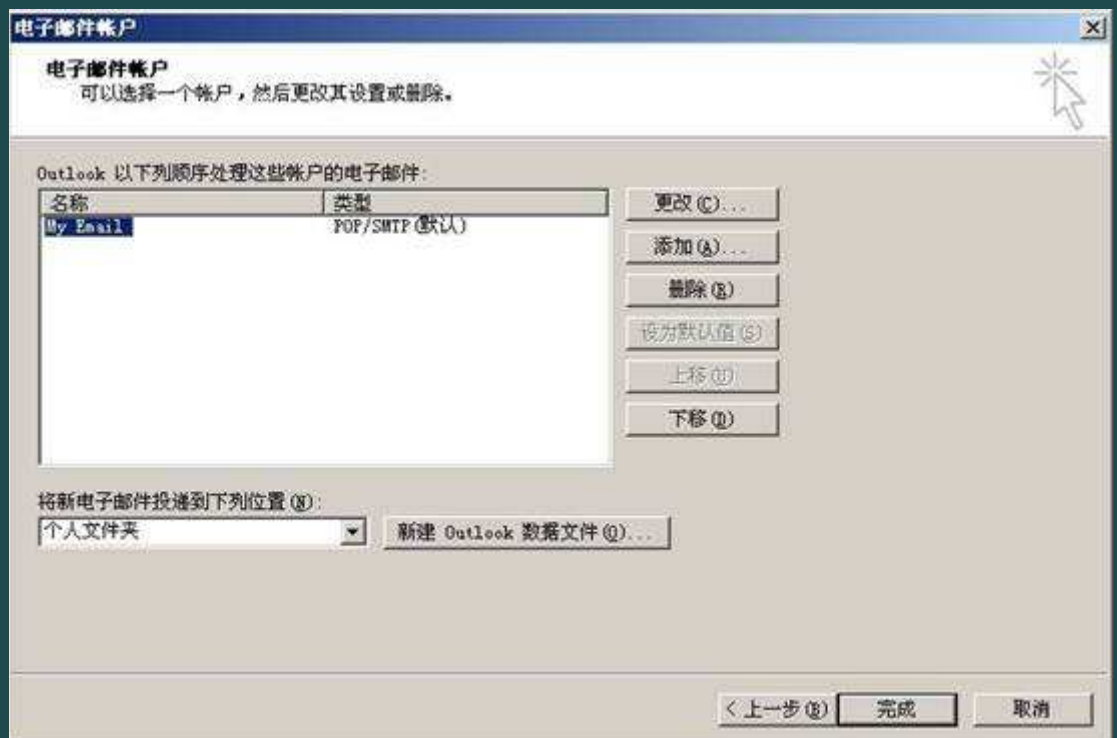 电子邮件帐户
电子邮件帐户
可以选择一个帐户，然后更改其设置或删除。
Outlook 以下列顺序处理这些帐户的电子邮件:
名称 类型
My Email POP/SMTP(默认)
更改(C)...
添加(A)...
删除(R)
设为默认值(S)
上移(U)
下移(D)
将新电子邮件投递到下列位置(N):
个人文件夹
新建 Outlook 数据文件(O)...
< 上一步(B) 完成 取消